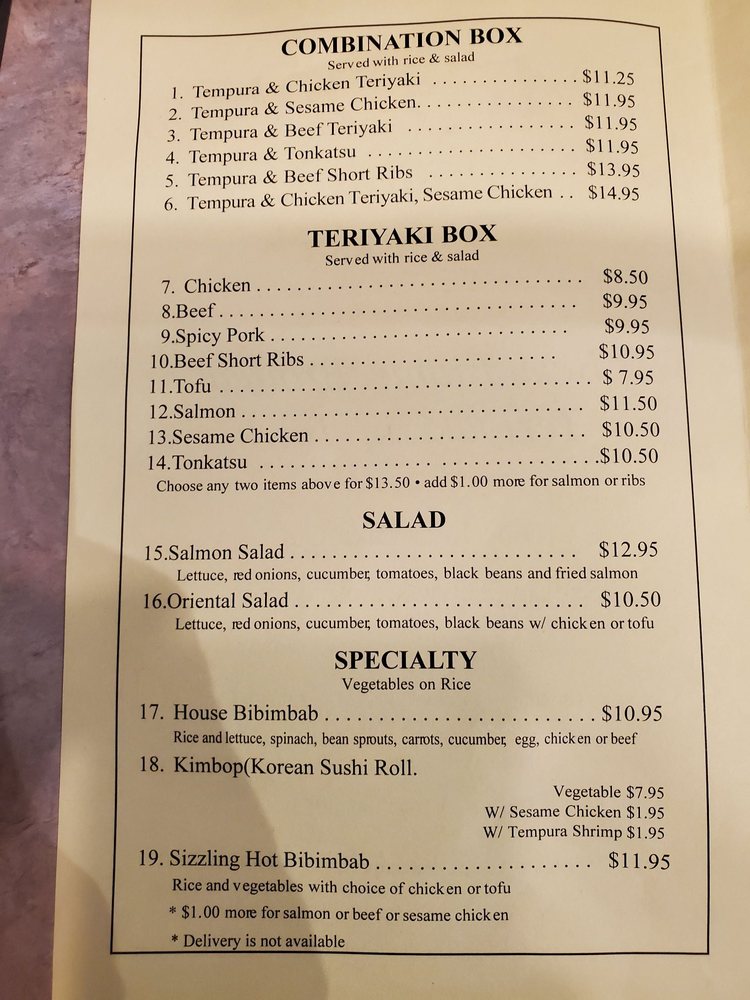 COMBINATION BOX
Served with rice & salad
1. Tempura & Chicken Teriyaki . . . . . . . . . . . . . . . $11.25
2. Tempura & Sesame Chicken. . . . . . . . . . . . . . . . $11.95
3. Tempura & Beef Teriyaki . . . . . . . . . . . . . . . . . $11.95
4. Tempura & Tonkatsu . . . . . . . . . . . . . . . . . . . . . $11.95
5. Tempura & Beef Short Ribs . . . . . . . . . . . . . . . $13.95
6. Tempura & Chicken Teriyaki, Sesame Chicken . . $14.95
TERIYAKI BOX
Served with rice & salad
7. Chicken . . . . . . . . . . . . . . . . . . . . . . . . . . . . . . . . $8.50
8.Beef . . . . . . . . . . . . . . . . . . . . . . . . . . . . . . . . . . . $9.95
9.Spicy Pork . . . . . . . . . . . . . . . . . . . . . . . . . . . . . . $9.95
10.Beef Short Ribs . . . . . . . . . . . . . . . . . . . . . . . . . $10.95
11.Tofu . . . . . . . . . . . . . . . . . . . . . . . . . . . . . . . . . . . . . $ 7.95
12.Salmon . . . . . . . . . . . . . . . . . . . . . . . . . . . . . . . . . . $11.50
13.Sesame Chicken . . . . . . . . . . . . . . . . . . . . . . . . . . . $10.50
14.Tonkatsu . . . . . . . . . . . . . . . . . . . . . . . . . . . . . . . . .$10.50
Choose any two items above for $13.50 • add $1.00 more for salmon or ribs
SALAD
15.Salmon Salad . . . . . . . . . . . . . . . . . . . . . . . . . . . . $12.95
Lettuce, red onions, cucumber, tomatoes, black beans and fried salmon
16.Oriental Salad . . . . . . . . . . . . . . . . . . . . . . . . . . . . $10.50
Lettuce, red onions, cucumber, tomatoes, black beans w/ chicken or tofu
SPECIALTY
Vegetables on Rice
17. House Bibimbab . . . . . . . . . . . . . . . . . . . . . . . . . . $10.95
Rice and lettuce, spinach, bean sprouts, carrots, cucumber, egg, chicken or beef
18. Kimbop(Korean Sushi Roll.
Vegetable $7.95
W/ Sesame Chicken $1.95
W/ Tempura Shrimp $1.95
19. Sizzling Hot Bibimbab . . . . . . . . . . . . . . . . . . . . $11.95
Rice and vegetables with choice of chicken or tofu
* $1.00 more for salmon or beef or sesame chicken
* Delivery is not available